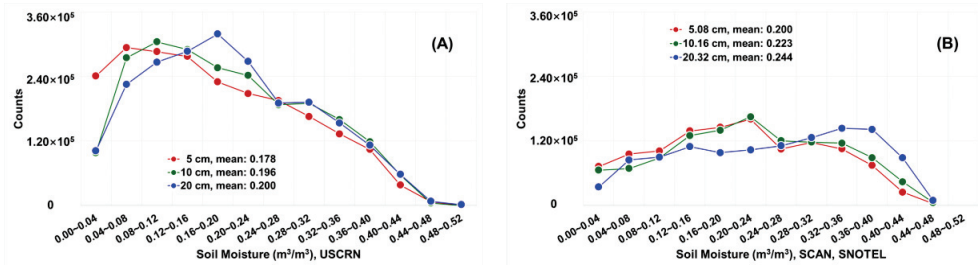 3.60×10⁵
2.40×10⁵
1.20×10⁵
0
Counts
(A)
5 cm, mean: 0.178
10 cm, mean: 0.196
20 cm, mean: 0.200
0.00~0.04
0.04~0.08
0.08~0.12
0.12~0.16
0.16~0.20
0.20~0.24
0.24~0.28
0.28~0.32
0.32~0.36
0.36~0.40
0.40~0.44
0.44~0.48
0.48~0.52
Soil Moisture (m³/m³), USCRN
3.60×10⁵
2.40×10⁵
1.20×10⁵
0
Counts
(B)
5.08 cm, mean: 0.200
10.16 cm, mean: 0.223
20.32 cm, mean: 0.244
0.00~0.04
0.04~0.08
0.08~0.12
0.12~0.16
0.16~0.20
0.20~0.24
0.24~0.28
0.28~0.32
0.32~0.36
0.36~0.40
0.40~0.44
0.44~0.48
0.48~0.52
Soil Moisture (m³/m³), SCAN, SNOTEL